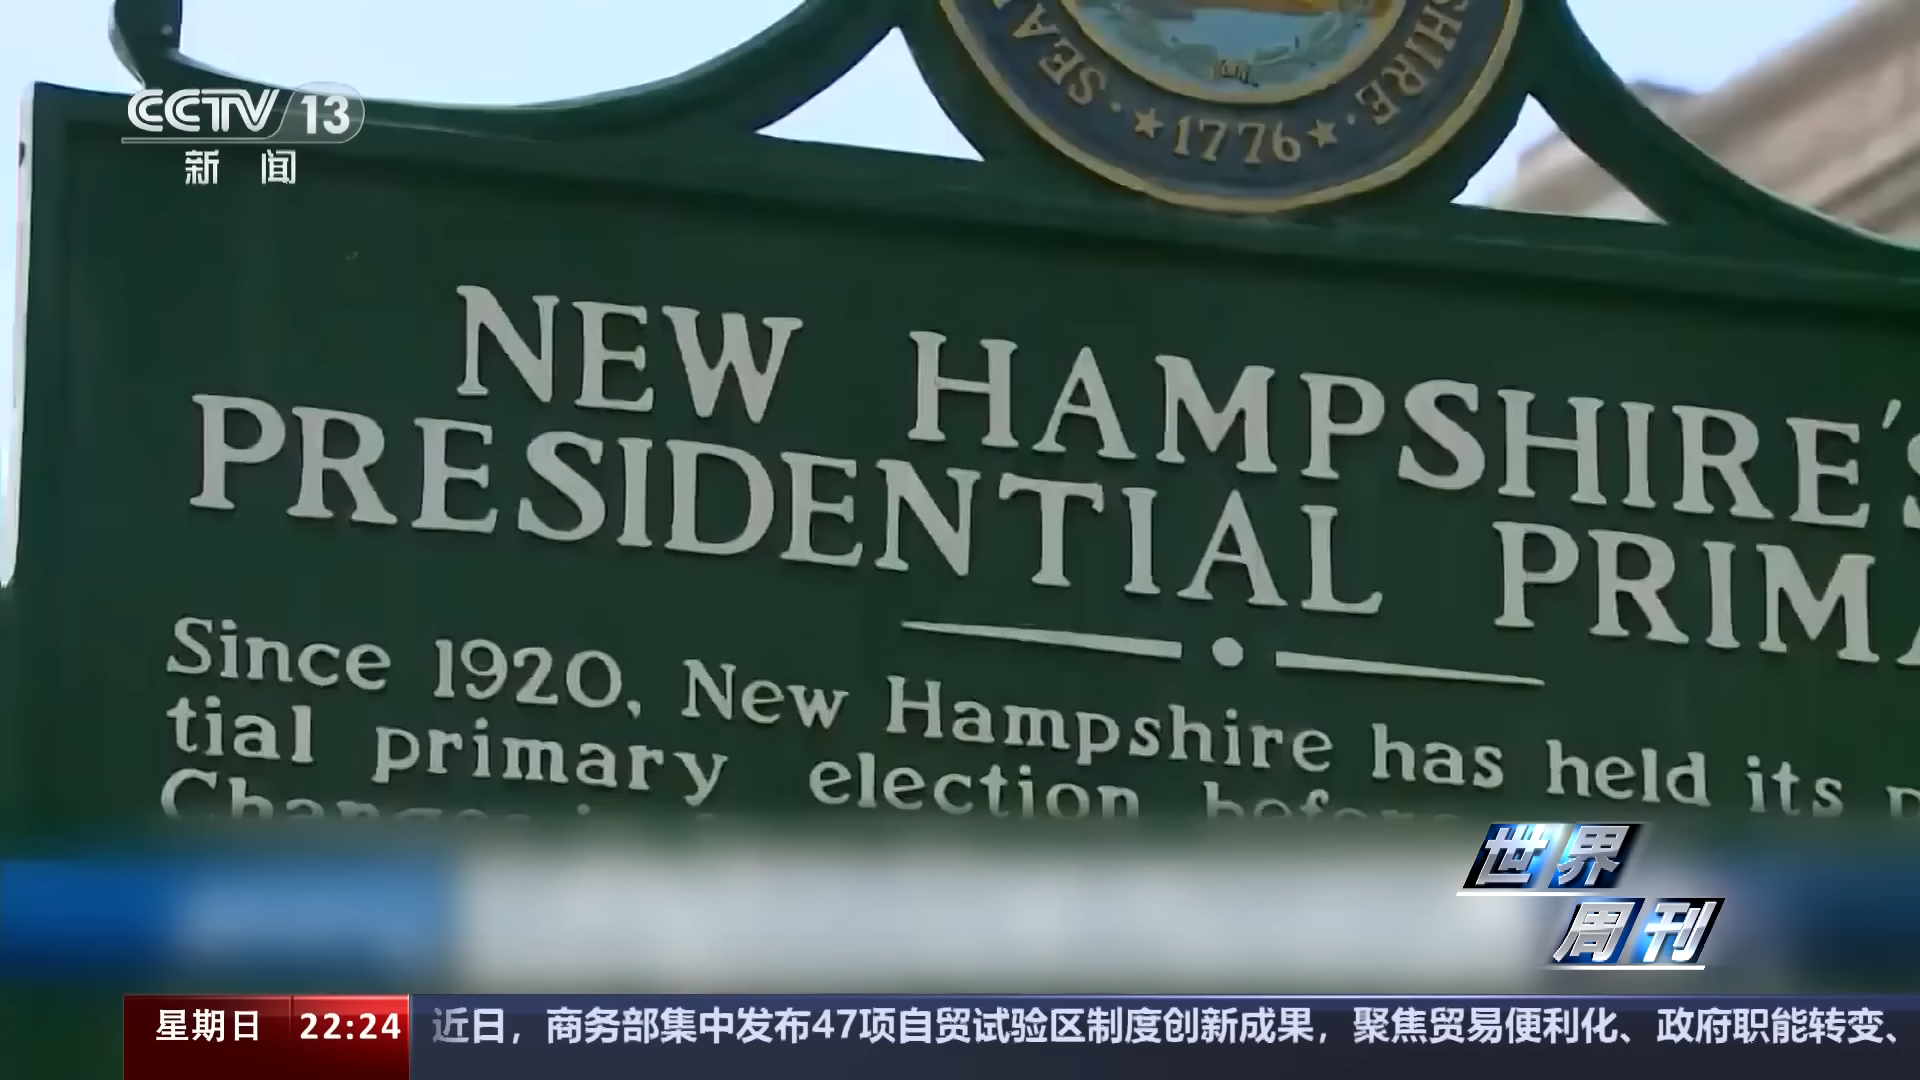 CCTV 13
新闻
SEA
SHIRE
1776
NEW HAMPSHIRE'S
PRESIDENTIAL PRIMA
Since 1920, New Hampshire has held its p
tial primary election before
世界
周刊
星期日 22:24 近日，商务部集中发布47项自贸试验区制度创新成果，聚焦贸易便利化、政府职能转变、